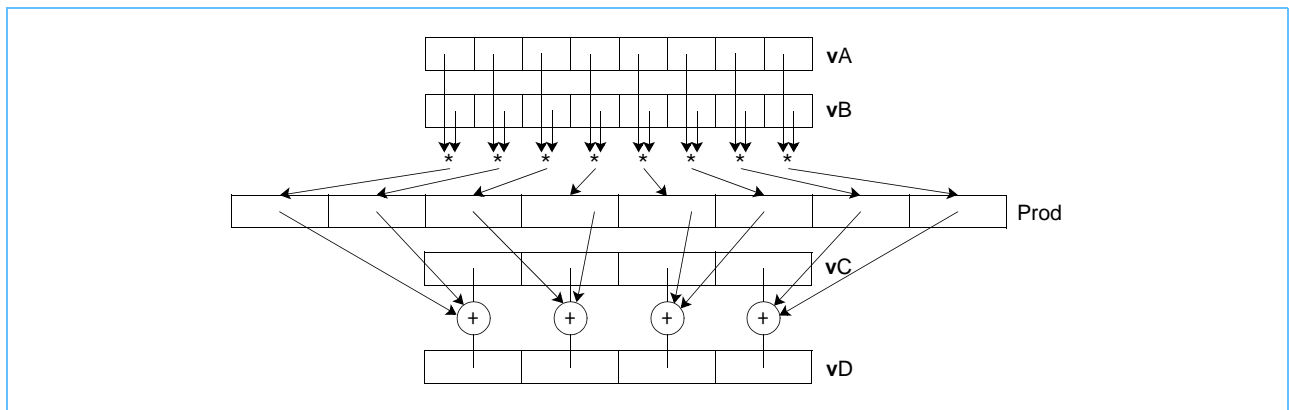 vA
vB
* * * * * * * *
Prod
vC
+ + + +
vD